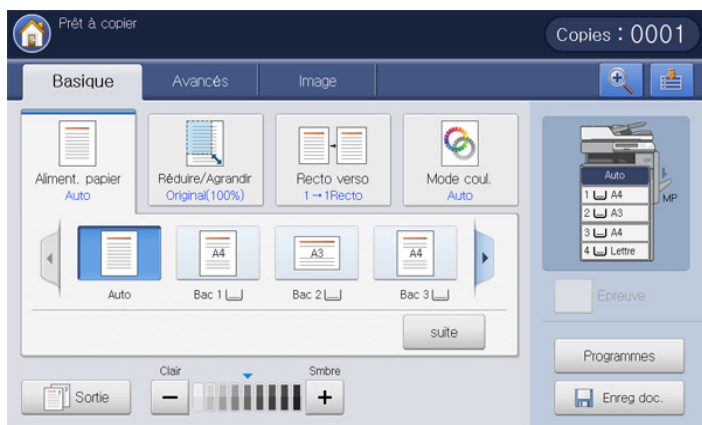 Prêt à copier
Copies : 0001
Basique
Avancés
Image
Aliment. papier
Auto
Réduire/Agrandir
Original(100%)
Recto verso
1→1Recto
Mode coul.
Auto
Auto
1 A4
2 A3
3 A4
4 Lettre
MP
A4
A3
A4
Auto
Bac 1
Bac 2
Bac 3
suite
Epreuve
Clair
Smbre
Sortie
Programmes
Enreg doc.